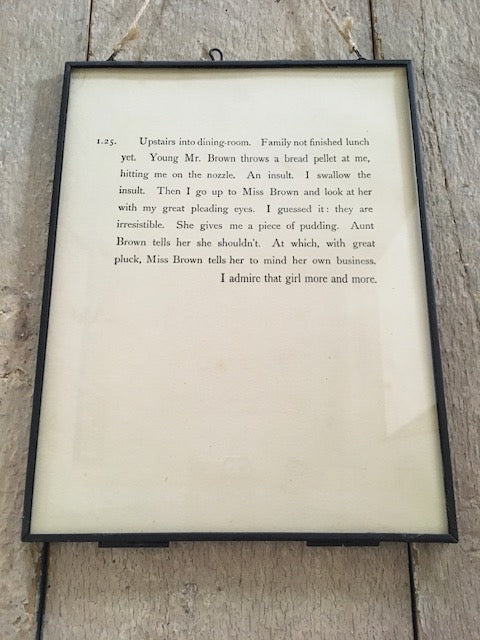 1.25. Upstairs into dining-room. Family not finished lunch
yet. Young Mr. Brown throws a bread pellet at me,
hitting me on the nozzle. An insult. I swallow the
insult. Then I go up to Miss Brown and look at her
with my great pleading eyes. I guessed it: they are
irresistible. She gives me a piece of pudding. Aunt
Brown tells her she shouldn't. At which, with great
pluck, Miss Brown tells her to mind her own business.
I admire that girl more and more.